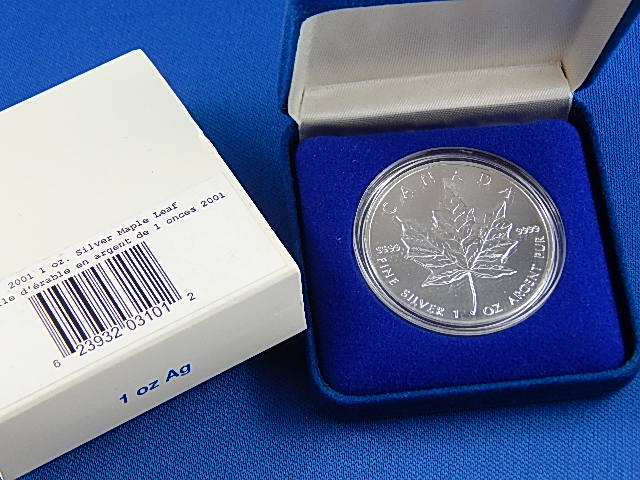 2001 1 oz. Silver Maple Leaf
d'érable en argent de 1 onces 2001
6 23932 03101 2
1 oz Ag
CANADA
9999 9999
FINE SILVER 1 OZ ARGENT PUR